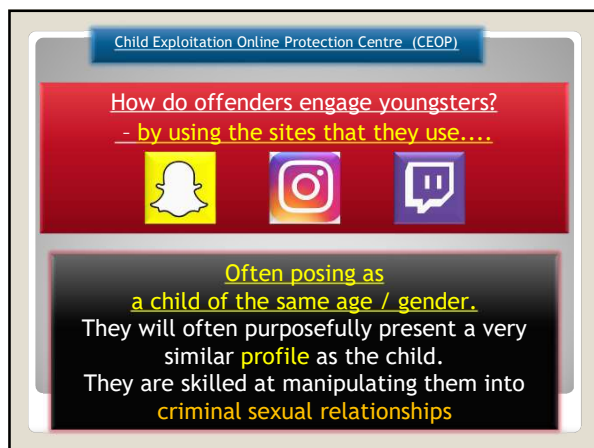 Child Exploitation Online Protection Centre (CEOP)
How do offenders engage youngsters?
– by using the sites that they use....
Often posing as
a child of the same age / gender.
They will often purposefully present a very
similar profile as the child.
They are skilled at manipulating them into
criminal sexual relationships